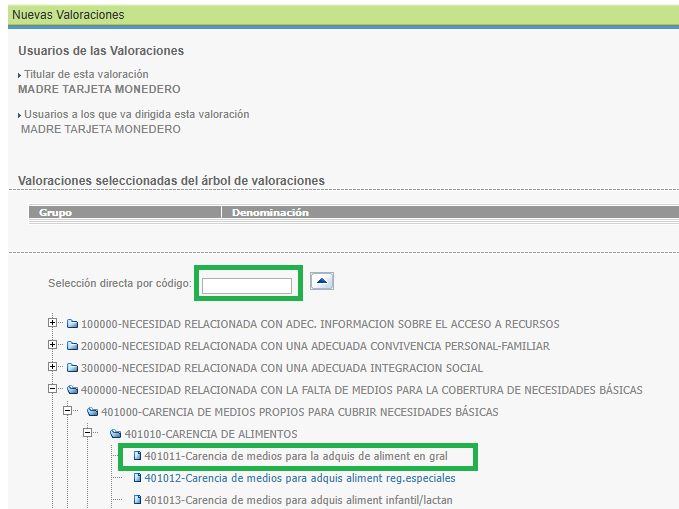 Nuevas Valoraciones
Usuarios de las Valoraciones
Titular de esta valoración
MADRE TARJETA MONEDERO
Usuarios a los que va dirigida esta valoración
MADRE TARJETA MONEDERO
Valoraciones seleccionadas del árbol de valoraciones
Grupo Denominación
Selección directa por código:
100000-NECESIDAD RELACIONADA CON ADEC. INFORMACION SOBRE EL ACCESO A RECURSOS
200000-NECESIDAD RELACIONADA CON UNA ADECUADA CONVIVENCIA PERSONAL-FAMILIAR
300000-NECESIDAD RELACIONADA CON UNA ADECUADA INTEGRACION SOCIAL
400000-NECESIDAD RELACIONADA CON LA FALTA DE MEDIOS PARA LA COBERTURA DE NECESIDADES BÁSICAS
401000-CARENCIA DE MEDIOS PROPIOS PARA CUBRIR NECESIDADES BÁSICAS
401010-CARENCIA DE ALIMENTOS
401011-Carencia de medios para la adquis de aliment en gral
401012-Carencia de medios para adquis aliment reg.especiales
401013-Carencia de medios para adquis aliment infantil/lactan